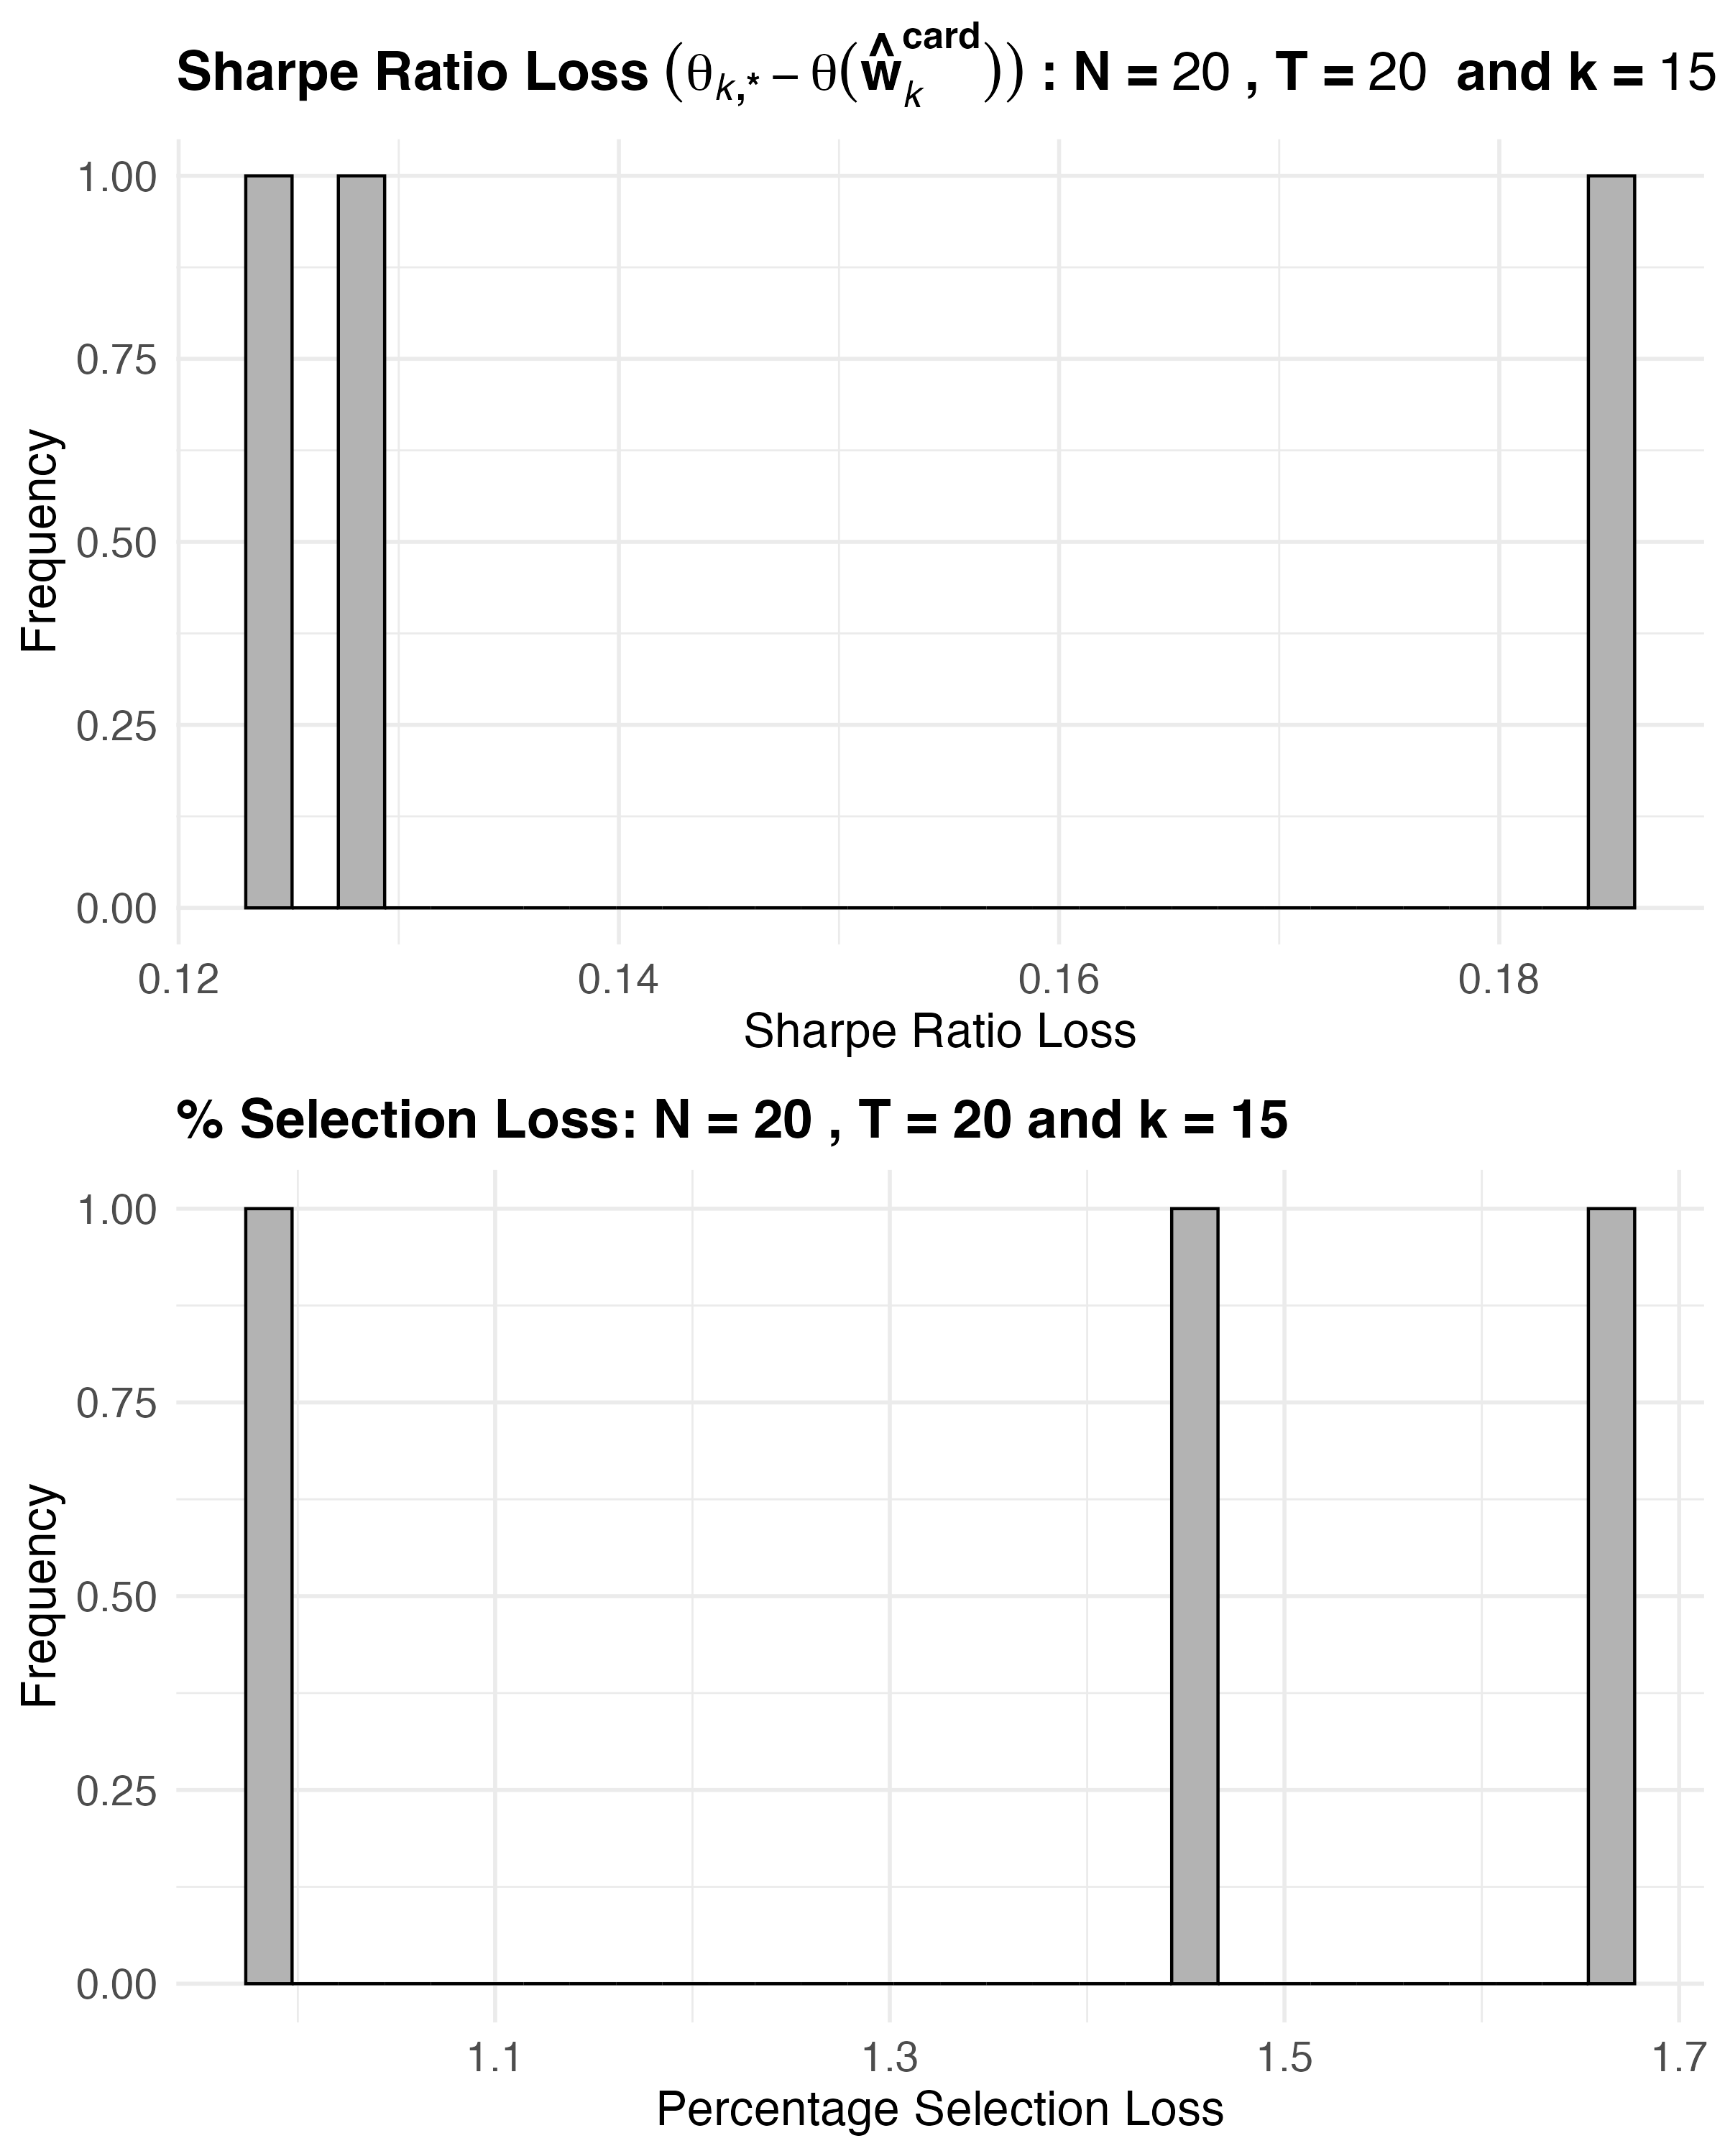 Sharpe Ratio Loss (θk,* − θ(ŵk^card)) : N = 20 , T = 20 and k = 15
1.00
0.75
0.50
0.25
0.00
Frequency
0.12 0.14 0.16 0.18
Sharpe Ratio Loss
% Selection Loss: N = 20 , T = 20 and k = 15
1.00
0.75
0.50
0.25
0.00
Frequency
1.1 1.3 1.5 1.7
Percentage Selection Loss